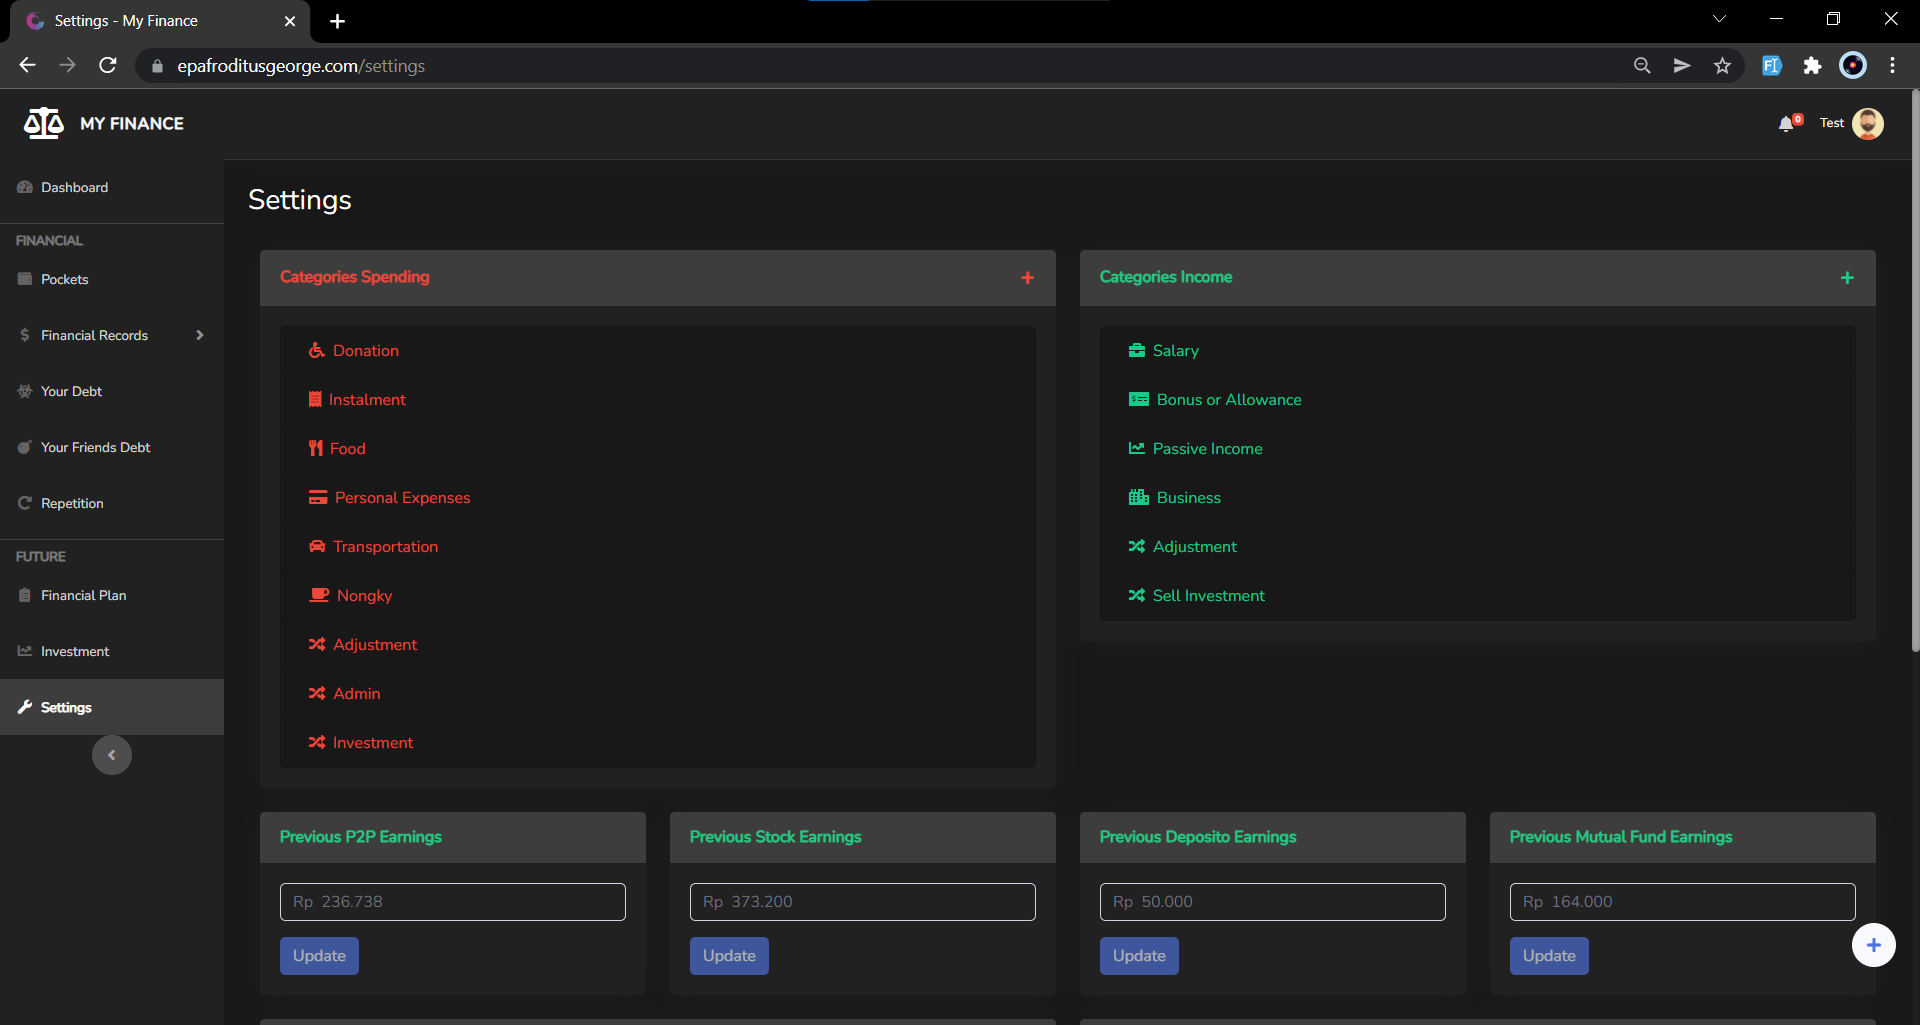 Settings - My Finance
epafroditusgeorge.com/settings
MY FINANCE
0
Test
Dashboard
FINANCIAL
Pockets
Financial Records
Your Debt
Your Friends Debt
Repetition
FUTURE
Financial Plan
Investment
Settings
Settings
Categories Spending
Donation
Instalment
Food
Personal Expenses
Transportation
Nongky
Adjustment
Admin
Investment
Categories Income
Salary
Bonus or Allowance
Passive Income
Business
Adjustment
Sell Investment
Previous P2P Earnings
Rp 236.738
Update
Previous Stock Earnings
Rp 373.200
Update
Previous Deposito Earnings
Rp 50.000
Update
Previous Mutual Fund Earnings
Rp 164.000
Update